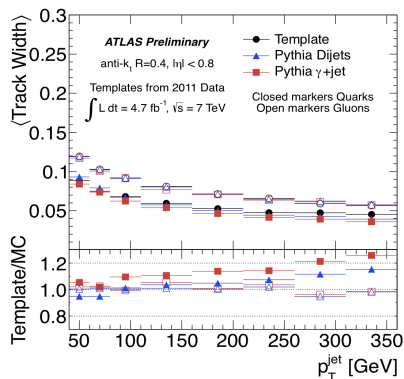 0.3
ATLAS Preliminary
Template
Pythia Dijets
Pythia γ+jet
anti-kt R=0.4, |η| < 0.8
Templates from 2011 Data
∫ L dt = 4.7 fb⁻¹, √s = 7 TeV
Closed markers Quarks
Open markers Gluons
⟨Track Width⟩
0.25
0.2
0.15
0.1
0.05
Template/MC
1.2
1.0
0.8
50 100 150 200 250 300 350
p_T^jet [GeV]